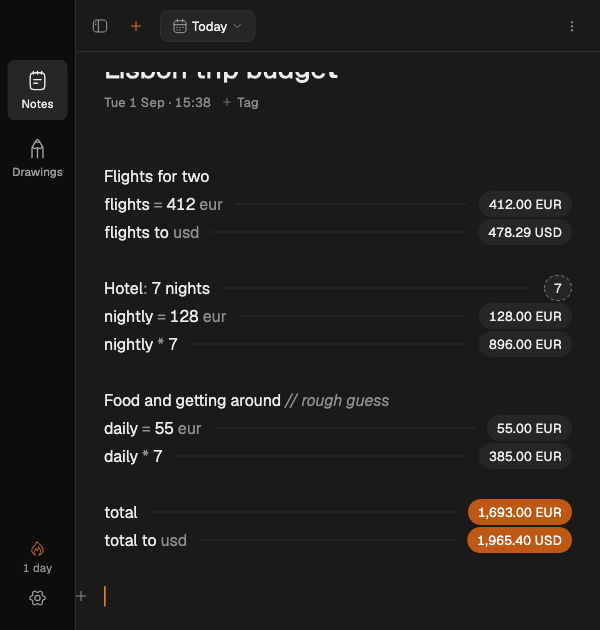 Today
Notes
Drawings
Lisbon trip budget
Tue 1 Sep · 15:38 + Tag
Flights for two
flights = 412 eur 412.00 EUR
flights to usd 478.29 USD
Hotel: 7 nights 7
nightly = 128 eur 128.00 EUR
nightly * 7 896.00 EUR
Food and getting around // rough guess
daily = 55 eur 55.00 EUR
daily * 7 385.00 EUR
total 1,693.00 EUR
total to usd 1,965.40 USD
1 day